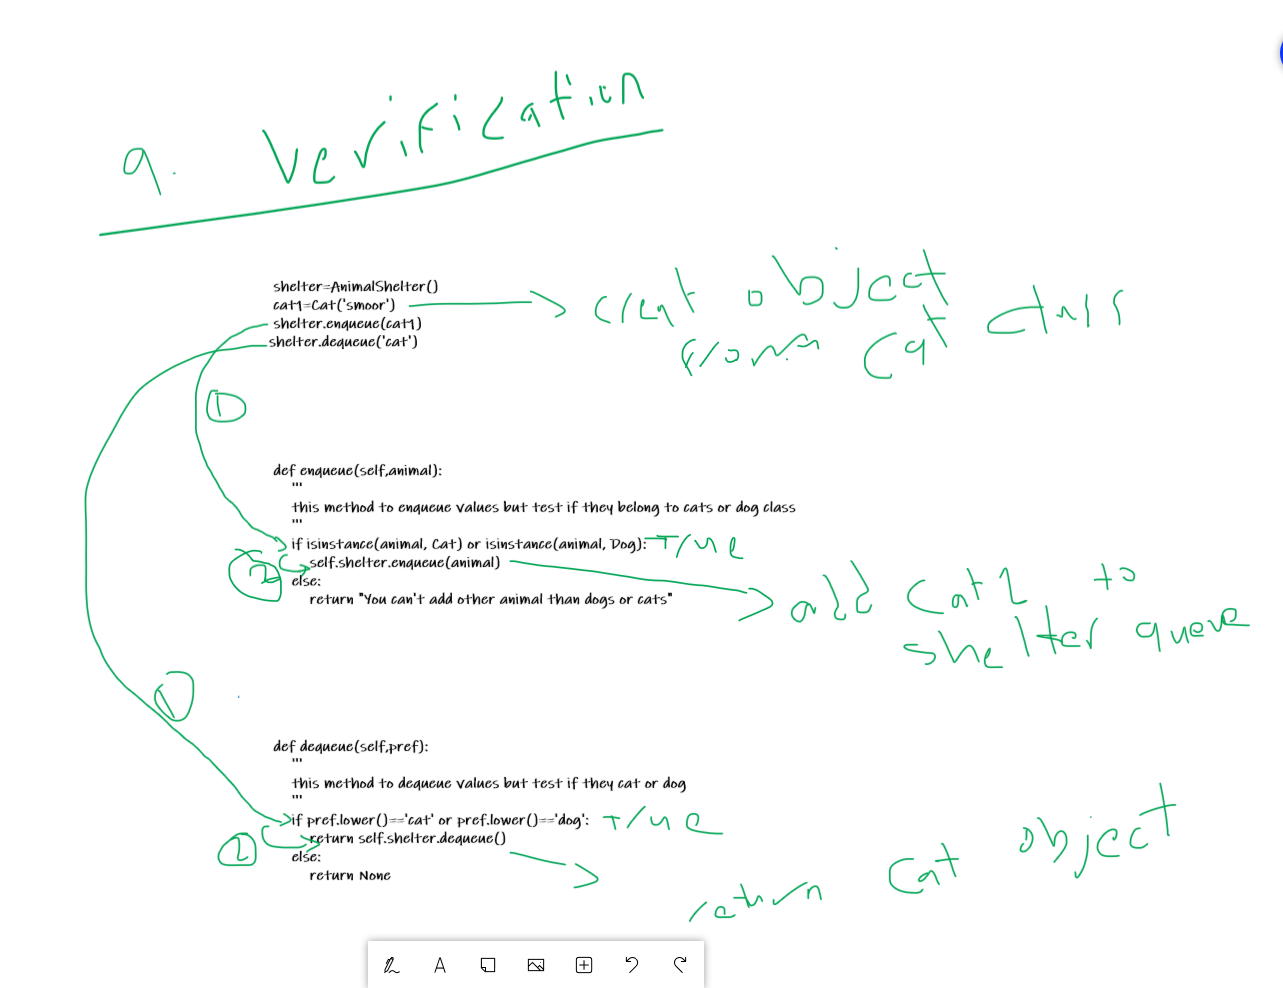 9. Verification
shelter=AnimalShelter()
cat1=Cat('smoor')
creat object
from Cat class
shelter.enqueue(cat1)
shelter.dequeue('cat')
1
def enqueue(self,animal):
'''
this method to enqueue values but test if they belong to cats or dog class
'''
if isinstance(animal, Cat) or isinstance(animal, Dog): True
2
self.shelter.enqueue(animal)
add Cat1 to
shelter queue
else:
return "You can't add other animal than dogs or cats"
1
def dequeue(self,pref):
'''
this method to dequeue values but test if they cat or dog
'''
if pref.lower()=='cat' or pref.lower()=='dog': True
2
return self.shelter.dequeue()
return Cat object
else:
return None
A